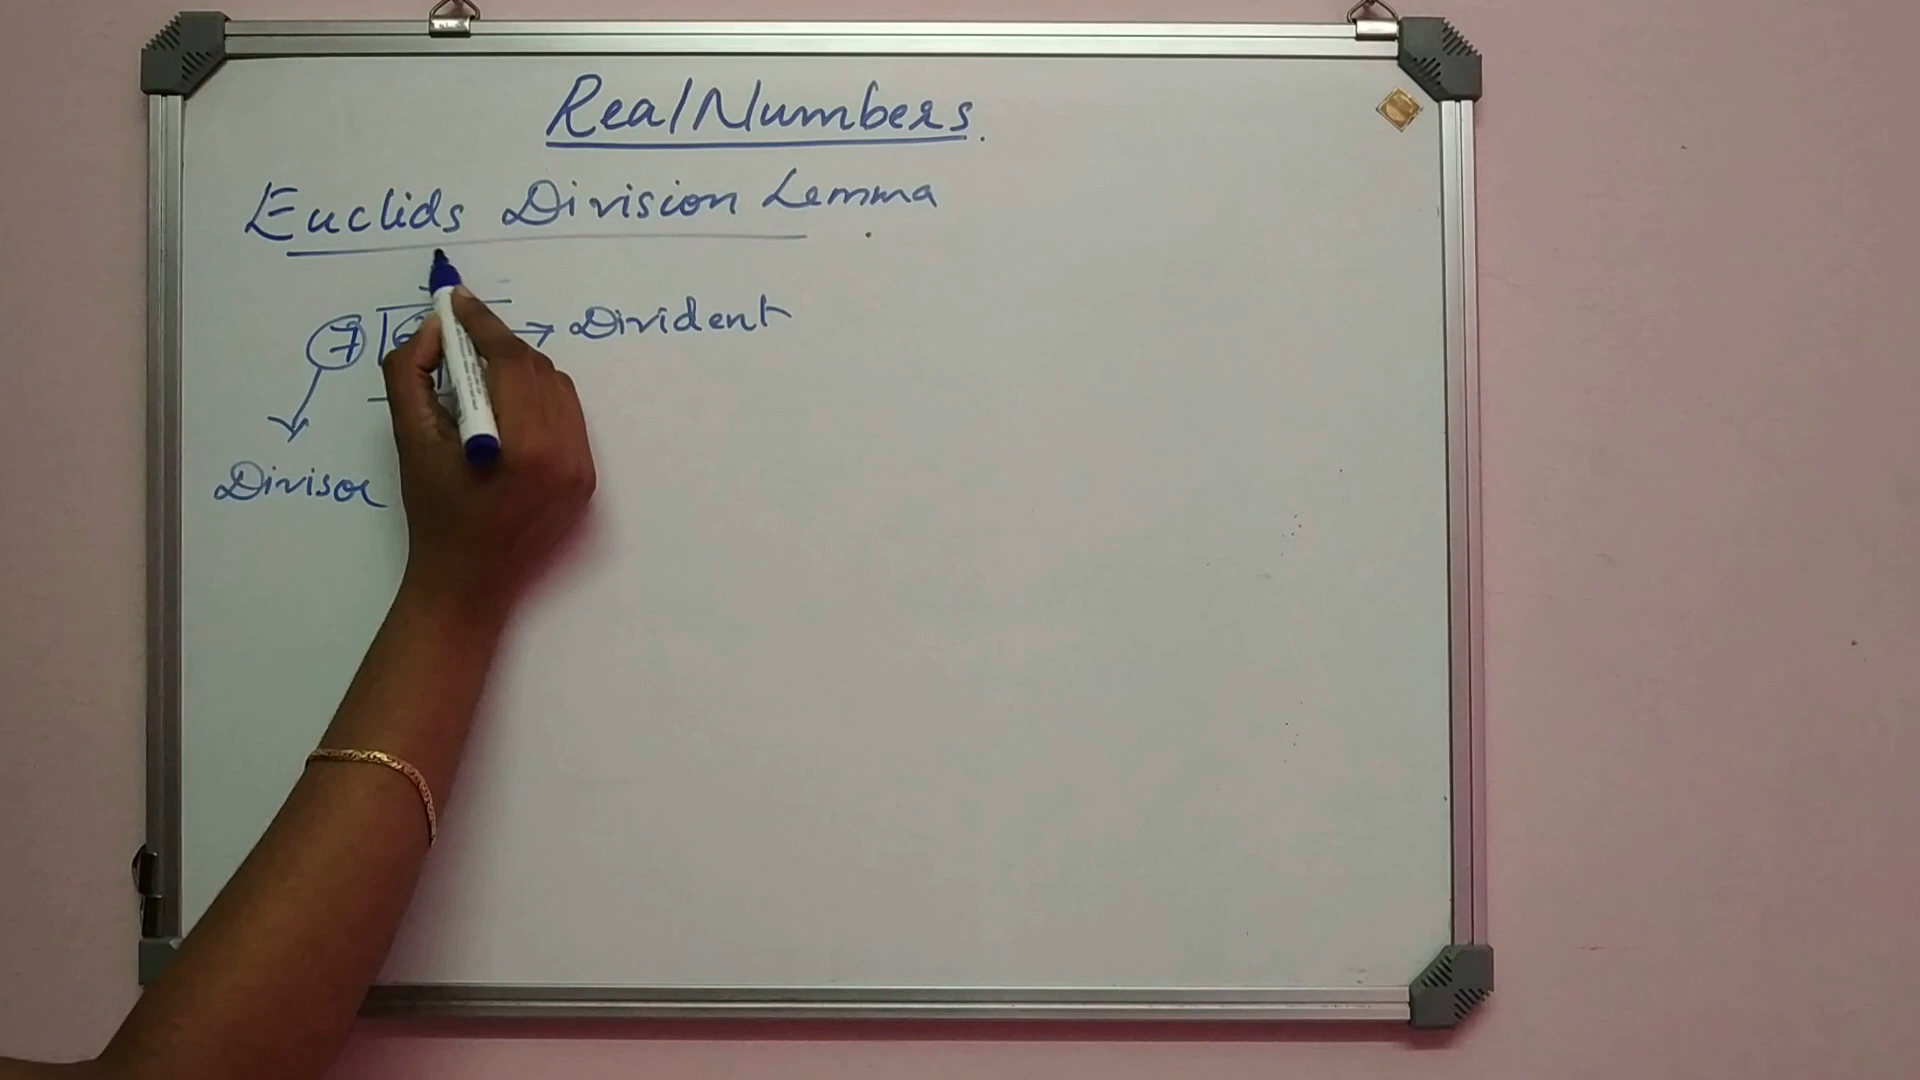 Real Numbers.
Euclids Division Lemma.
7 → Divident
Divisor